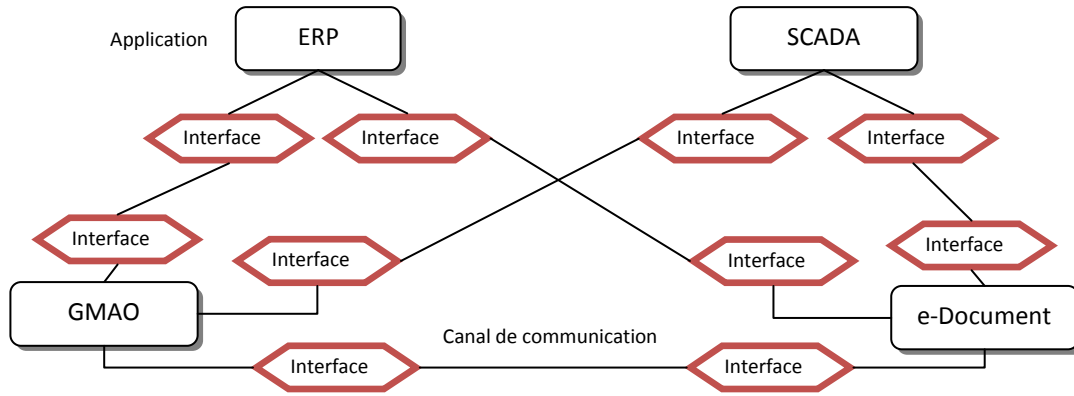 Application
ERP
SCADA
Interface
Interface
Interface
Interface
Interface
Interface
Interface
Interface
GMAO
e-Document
Canal de communication
Interface
Interface